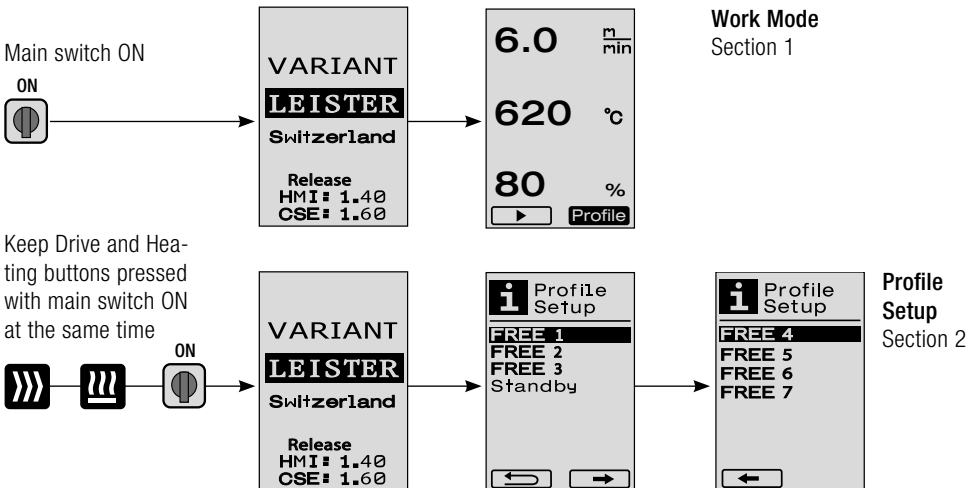 Main switch ON
ON
VARIANT
LEISTER
Switzerland
Release
HMI: 1.40
CSE: 1.60
6.0 m/min
620 °C
80 %
Profile
Work Mode
Section 1
Keep Drive and Hea-
ting buttons pressed
with main switch ON
at the same time
ON
VARIANT
LEISTER
Switzerland
Release
HMI: 1.40
CSE: 1.60
i Profile
Setup
FREE 1
FREE 2
FREE 3
Standby
i Profile
Setup
FREE 4
FREE 5
FREE 6
FREE 7
Profile
Setup
Section 2